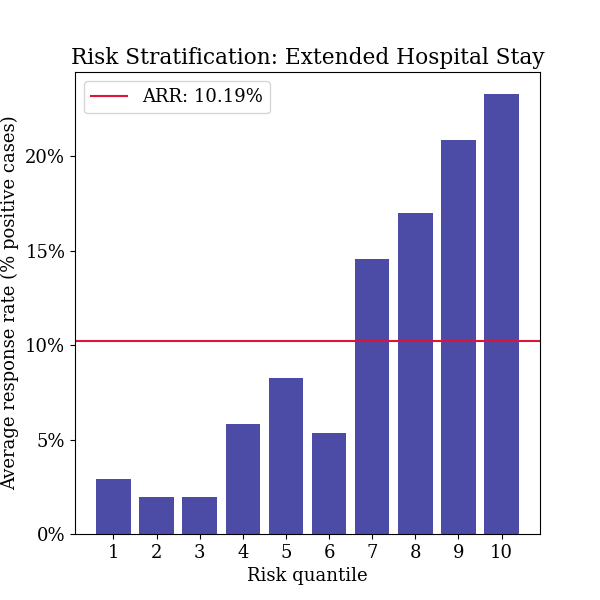 Risk Stratification: Extended Hospital Stay
ARR: 10.19%
Average response rate (% positive cases)
20%
15%
10%
5%
0%
1 2 3 4 5 6 7 8 9 10
Risk quantile